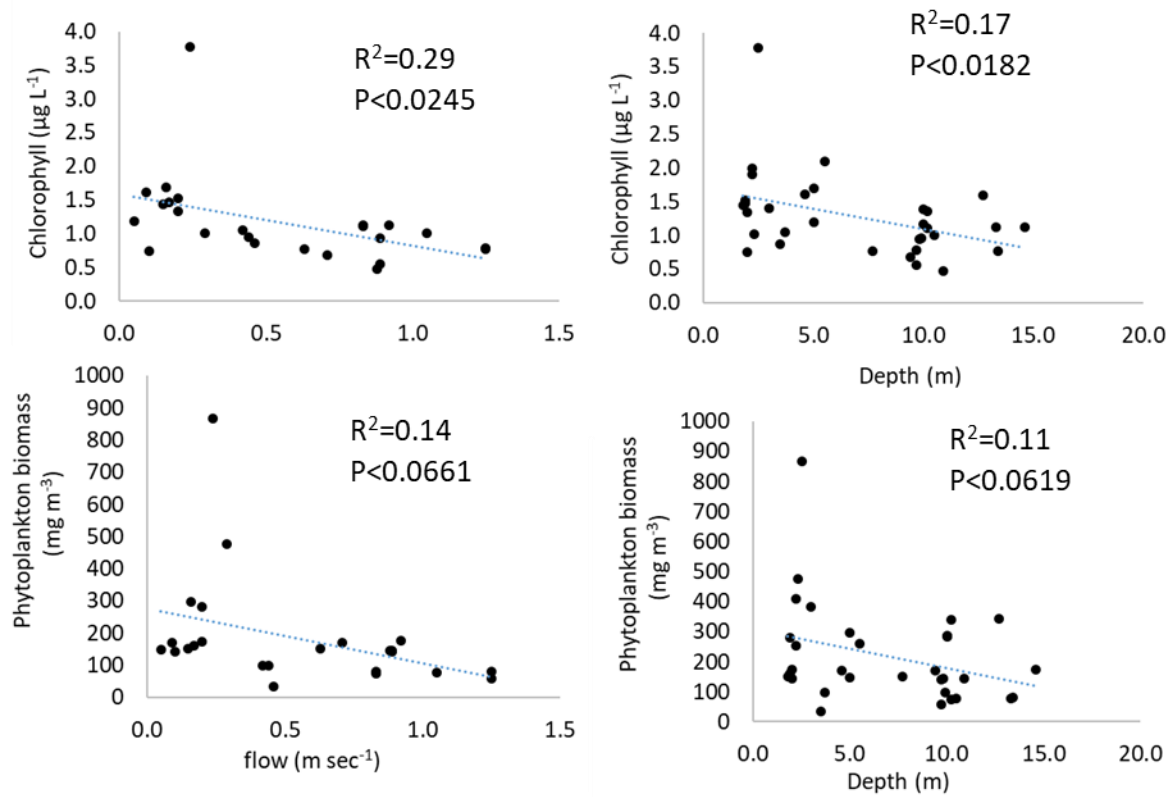 Chlorophyll (µg L⁻¹)
4.0
3.5
3.0
2.5
2.0
1.5
1.0
0.5
0.0
R²=0.29
P<0.0245
0.0 0.5 1.0 1.5
Chlorophyll (µg L⁻¹)
4.0
3.5
3.0
2.5
2.0
1.5
1.0
0.5
0.0
R²=0.17
P<0.0182
0.0 5.0 10.0 15.0 20.0
Depth (m)
Phytoplankton biomass
(mg m⁻³)
1000
900
800
700
600
500
400
300
200
100
0
R²=0.14
P<0.0661
0.0 0.5 1.0 1.5
flow (m sec⁻¹)
Phytoplankton biomass
(mg m⁻³)
1000
900
800
700
600
500
400
300
200
100
0
R²=0.11
P<0.0619
0.0 5.0 10.0 15.0 20.0
Depth (m)